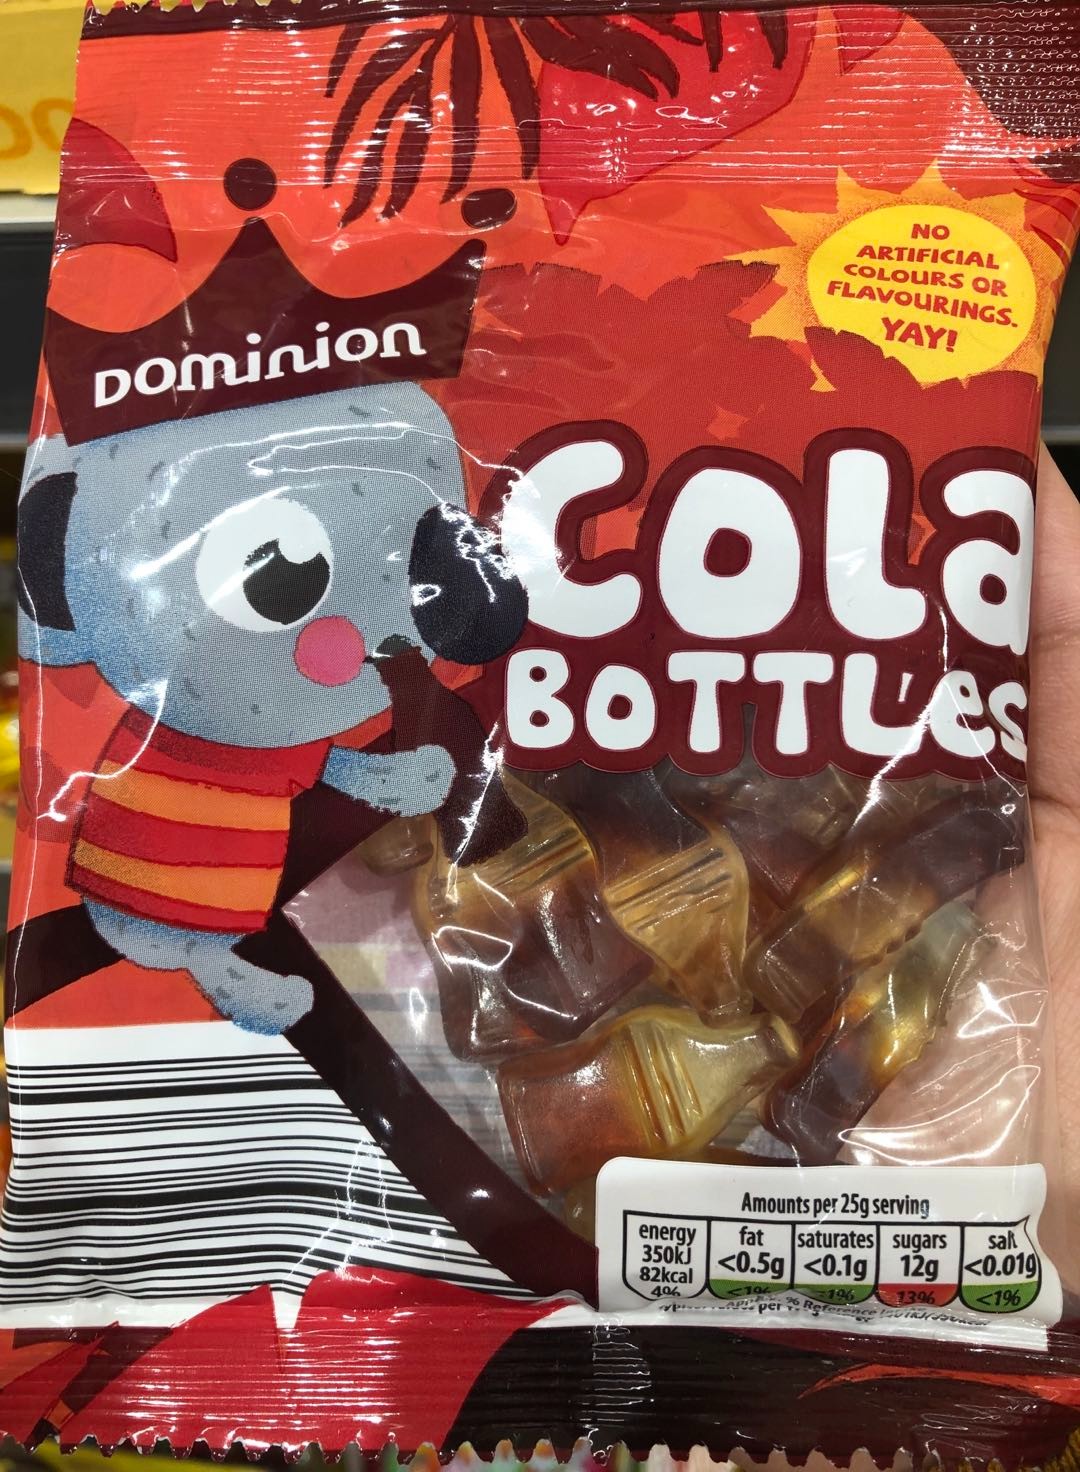 Dominion
NO
ARTIFICIAL
COLOURS OR
FLAVOURINGS.
YAY!
COLa
BOTTLes
Amounts per 25g serving
energy
350kJ
82kcal
4%
fat
<0.5g
<1%
saturates
<0.1g
<1%
sugars
12g
13%
salt
<0.01g
<1%
per
% Reference